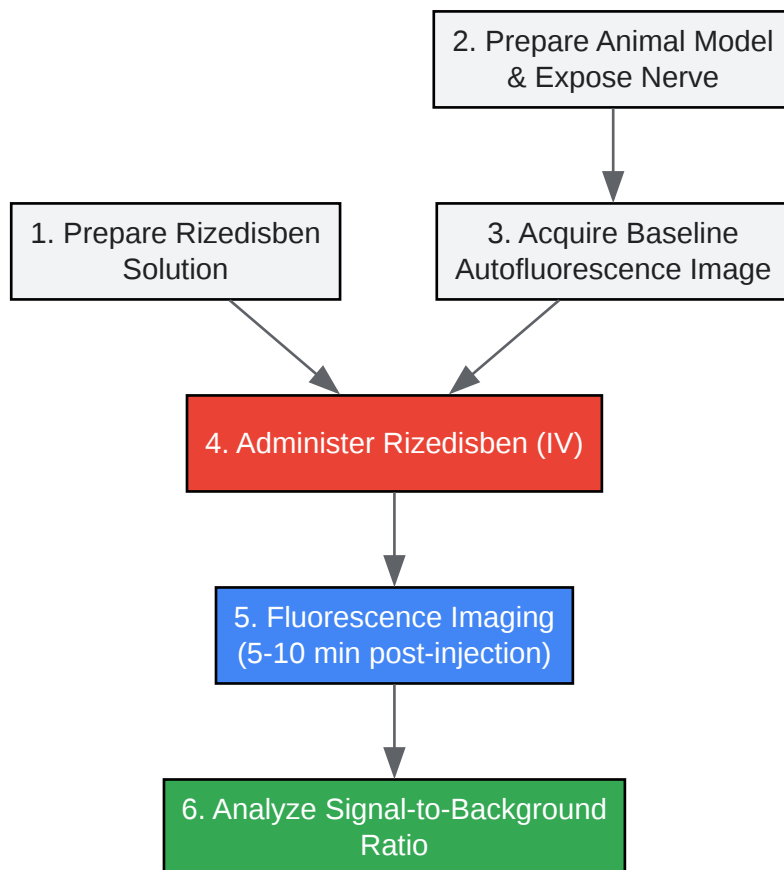 2. Prepare Animal Model
& Expose Nerve
1. Prepare Rizedisben
Solution
3. Acquire Baseline
Autofluorescence Image
4. Administer Rizedisben (IV)
5. Fluorescence Imaging
(5-10 min post-injection)
6. Analyze Signal-to-Background
Ratio